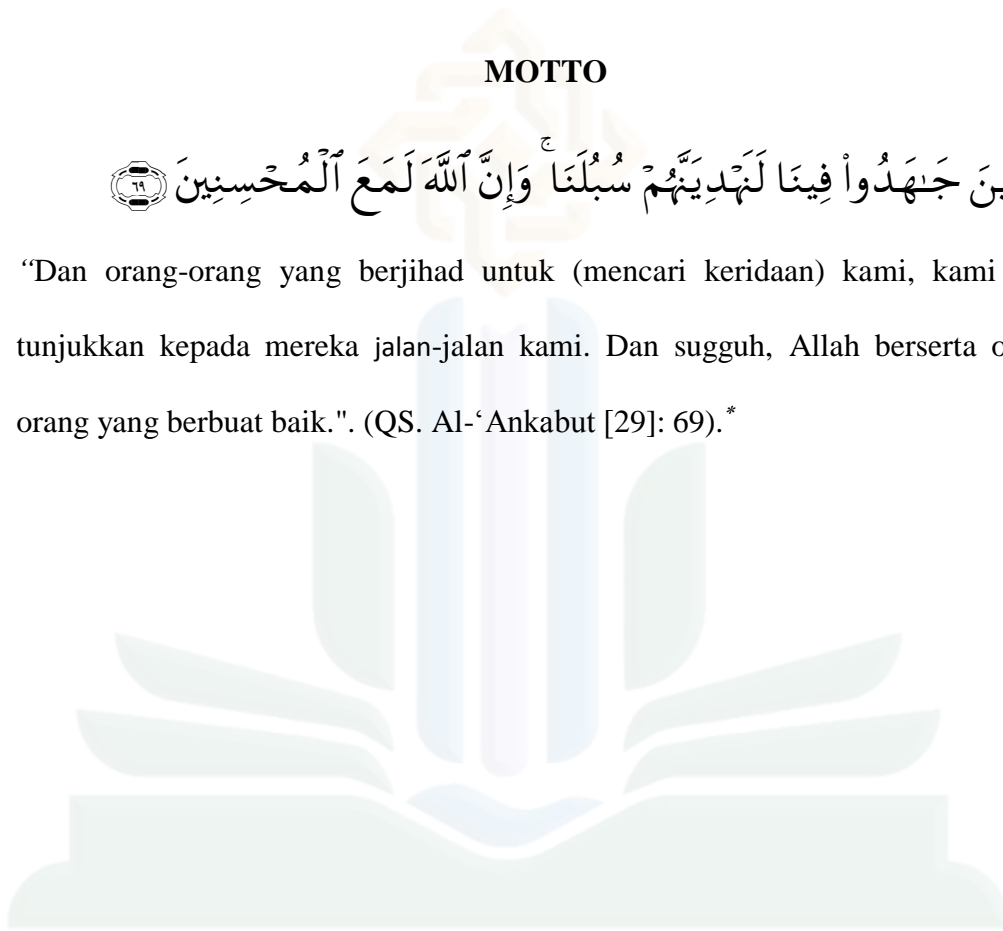 MOTTO
ينَ جَـٰهَدُوا۟ فِينَا لَنَهْدِيَنَّهُمْ سُبُلَنَا ۚ وَإِنَّ ٱللَّهَ لَمَعَ ٱلْمُحْسِنِينَ ٦٩
“Dan orang-orang yang berjihad untuk (mencari keridaan) kami, kami
tunjukkan kepada mereka jalan-jalan kami. Dan sugguh, Allah berserta o
orang yang berbuat baik.". (QS. Al-‘Ankabut [29]: 69).*